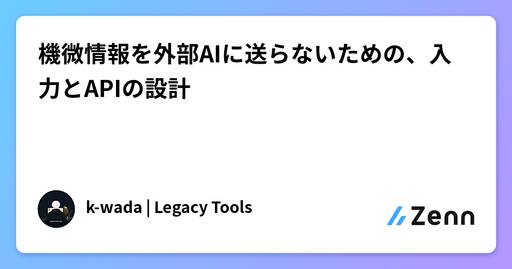 機微情報を外部AIに送らないための、入
力とAPIの設計
k-wada | Legacy Tools
Zenn